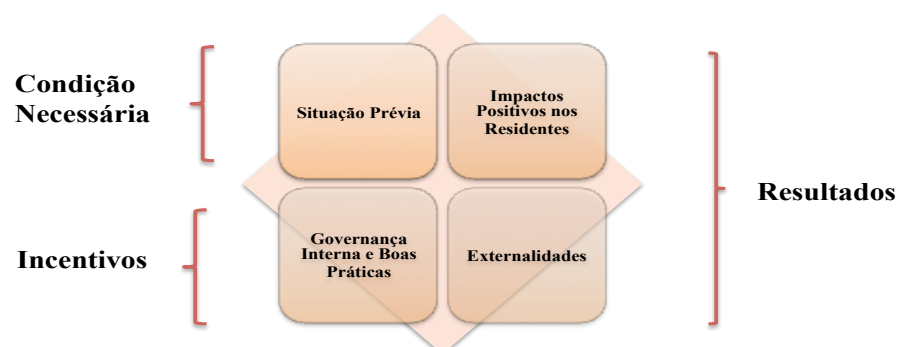 Condição
Necessária
Situação Prévia
Impactos
Positivos nos
Residentes
Resultados
Incentivos
Governança
Interna e Boas
Práticas
Externalidades